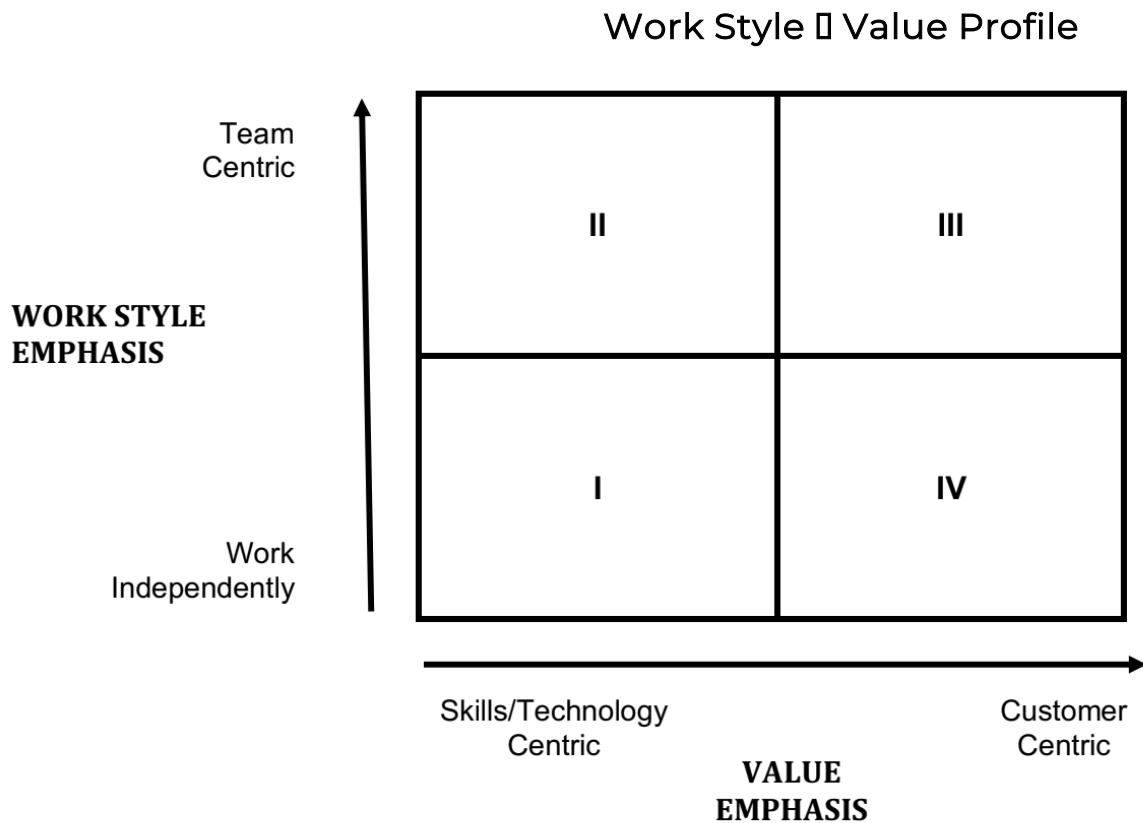 Work Style ▯ Value Profile
Team
Centric
II
III
WORK STYLE
EMPHASIS
I
IV
Work
Independently
Skills/Technology
Centric
Customer
Centric
VALUE
EMPHASIS